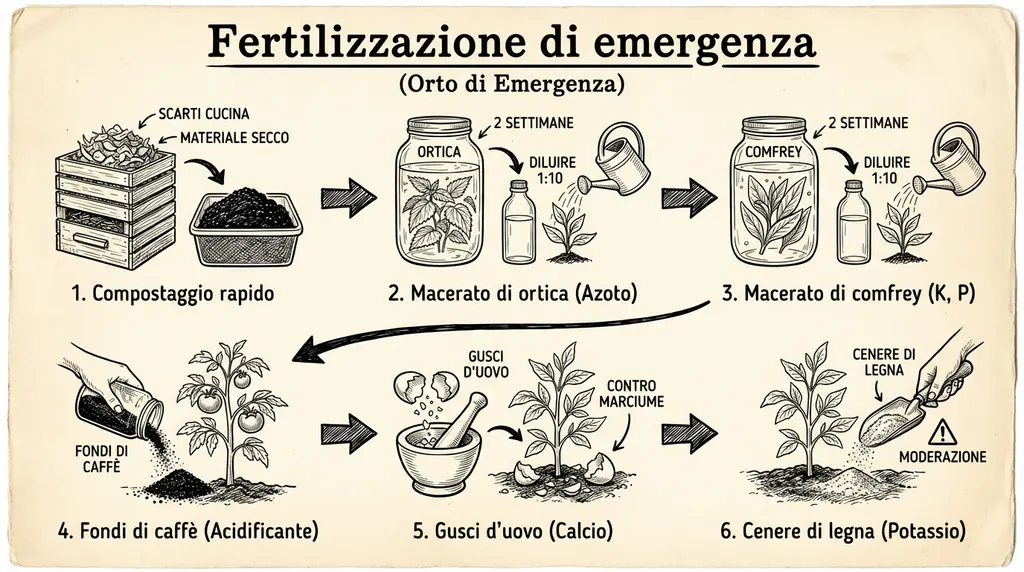 Fertilizzazione di emergenza
(Orto di Emergenza)
SCARTI CUCINA
MATERIALE SECCO
1. Compostaggio rapido
ORTICA
2 SETTIMANE
DILUIRE
1:10
2. Macerato di ortica (Azoto)
COMFREY
2 SETTIMANE
DILUIRE
1:10
3. Macerato di comfrey (K, P)
FONDI DI
CAFFÈ
4. Fondi di caffè (Acidificante)
GUSCI
D'UOVO
CONTRO
MARCIUME
5. Gusci d'uovo (Calcio)
CENERE DI
LEGNA
MODERAZIONE
6. Cenere di legna (Potassio)